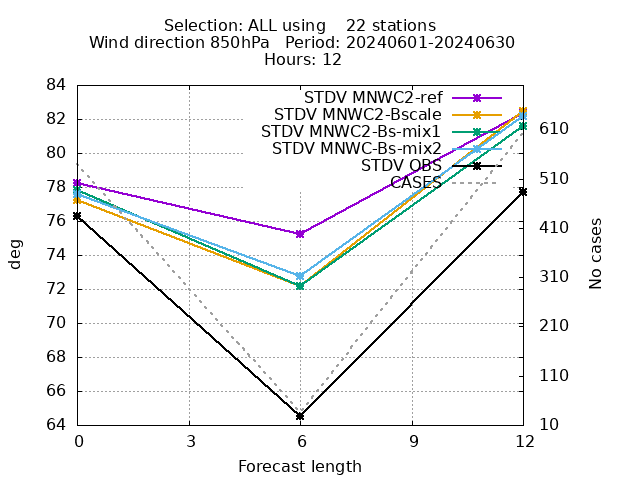 Selection: ALL using    22 stations
Wind direction 850hPa   Period: 20240601-20240630
Hours: 12
84
82
80
78
76
74
72
70
68
66
64
deg
STDV MNWC2-ref
STDV MNWC2-Bscale
STDV MNWC2-Bs-mix1
STDV MNWC-Bs-mix2
STDV OBS
CASES
610
510
410
310
210
110
10
No cases
0 3 6 9 12
Forecast length